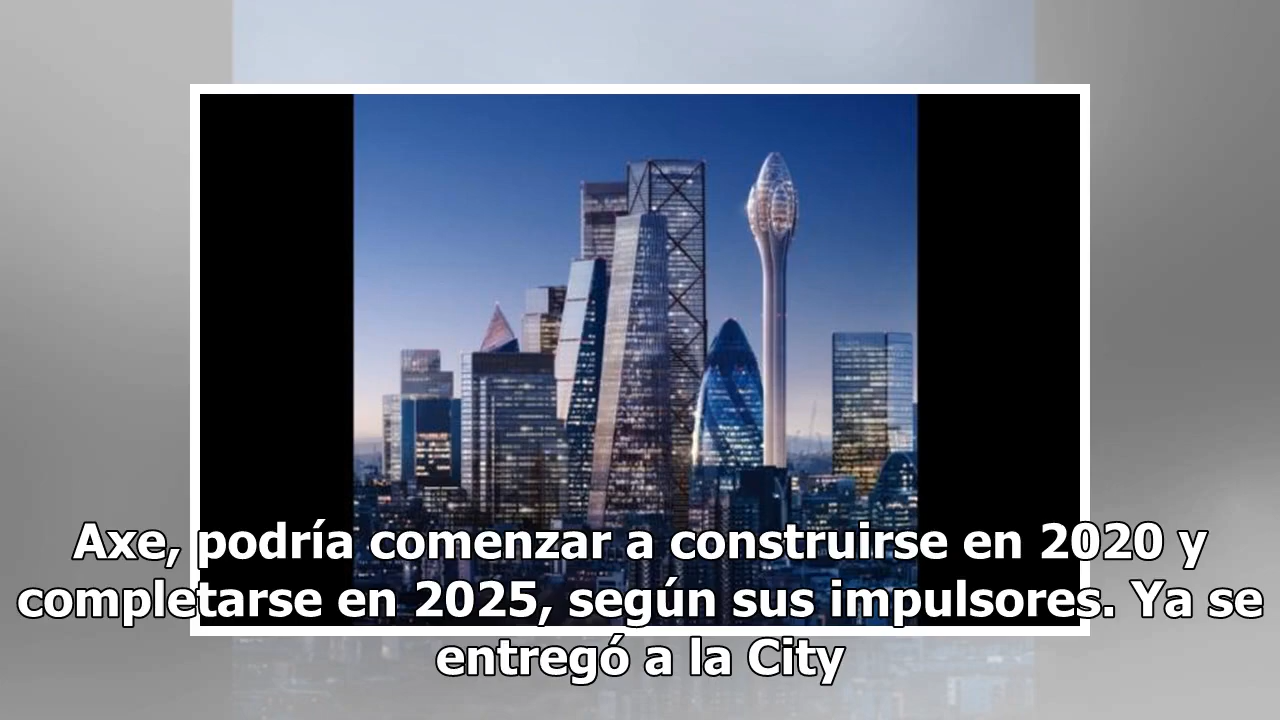 Axe, podría comenzar a construirse en 2020 y
completarse en 2025, según sus impulsores. Ya se
entregó a la City